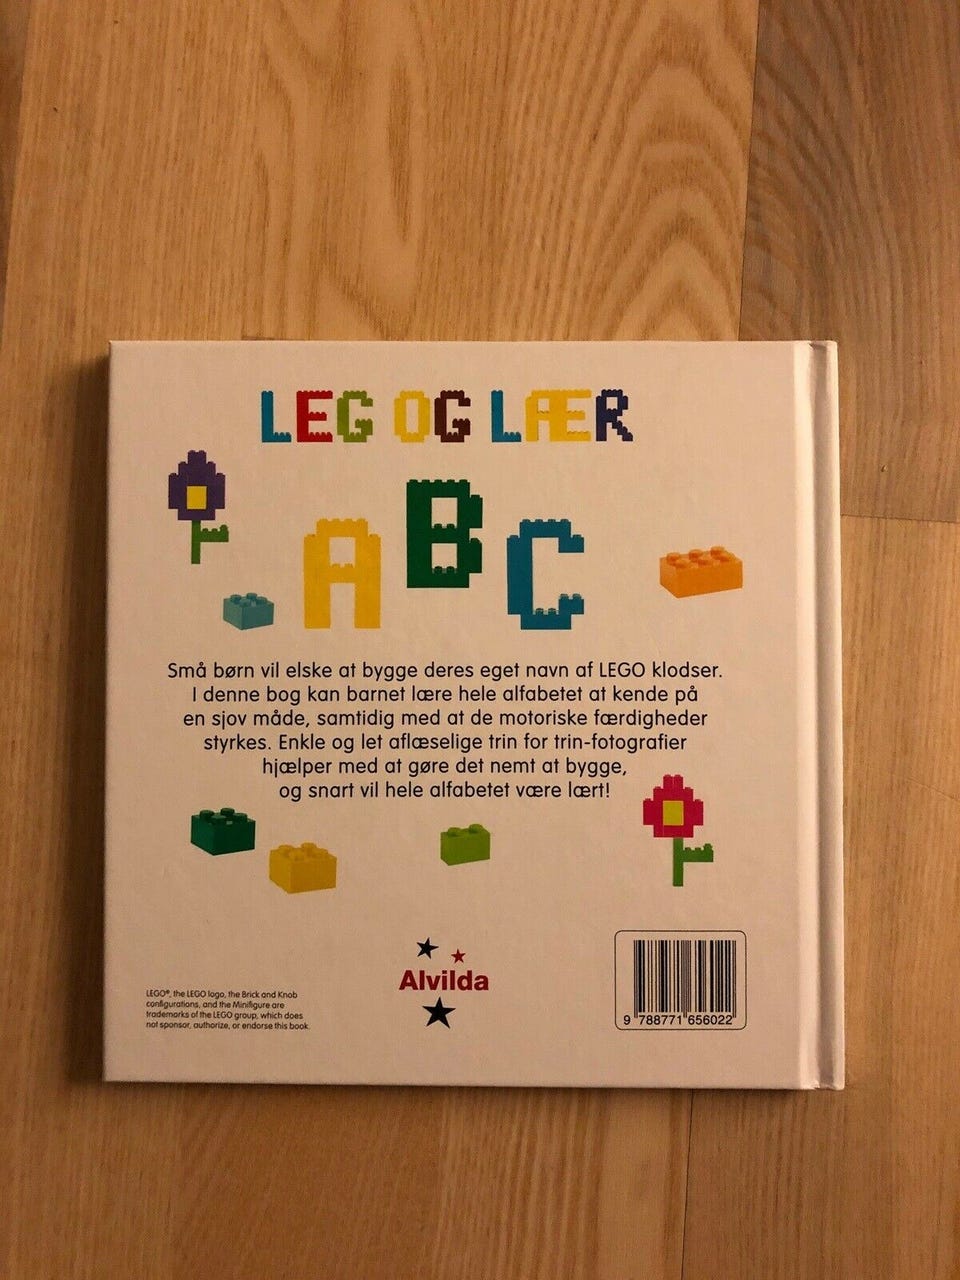 LEG OG LÆR
ABC
Små børn vil elske at bygge deres eget navn af LEGO klodser.
I denne bog kan barnet lære hele alfabetet at kende på
en sjov måde, samtidig med at de motoriske færdigheder
styrkes. Enkle og let aflæselige trin for trin-fotografier
hjælper med at gøre det nemt at bygge,
og snart vil hele alfabetet være lært!
LEGO®, the LEGO logo, the Brick and Knob
configurations, and the Minifigure are
trademarks of the LEGO group, which does
not sponsor, authorize, or endorse this book.
Alvilda
9 788771 656022